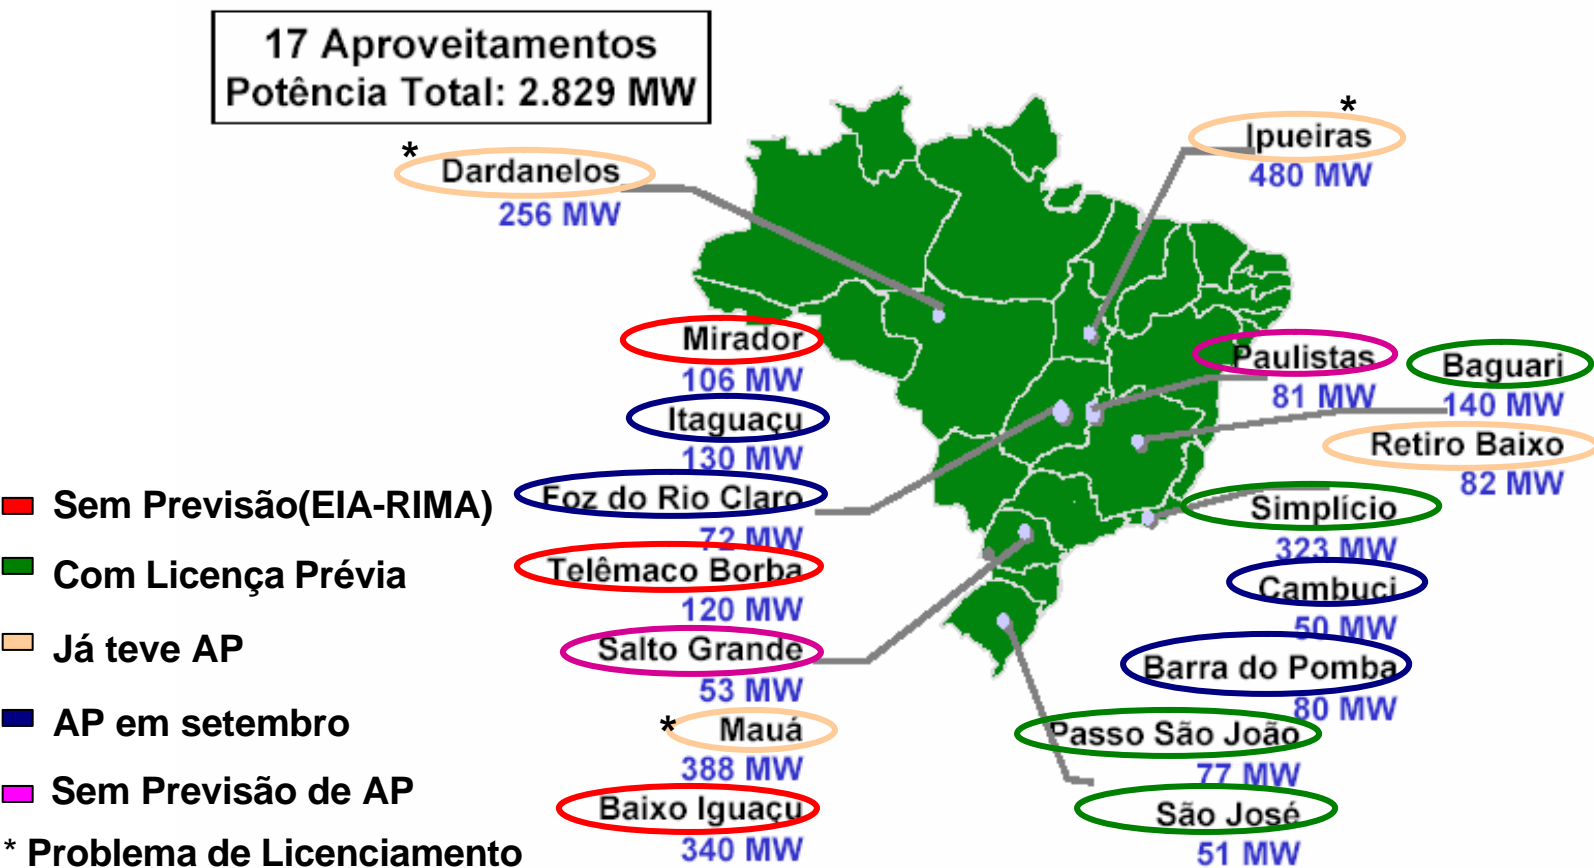 17 Aproveitamentos
Potência Total: 2.829 MW
*
Ipueiras
480 MW
*
Dardanelos
256 MW
Mirador
106 MW
Itaguaçu
130 MW
Foz do Rio Claro
72 MW
Telêmaco Borba
120 MW
Salto Grande
53 MW
* Mauá
388 MW
Baixo Iguaçu
340 MW
Paulistas
81 MW
Baguari
140 MW
Retiro Baixo
82 MW
Simplício
323 MW
Cambuci
50 MW
Barra do Pomba
80 MW
Passo São João
77 MW
São José
51 MW
Sem Previsão(EIA-RIMA)
Com Licença Prévia
Já teve AP
AP em setembro
Sem Previsão de AP
* Problema de Licenciamento